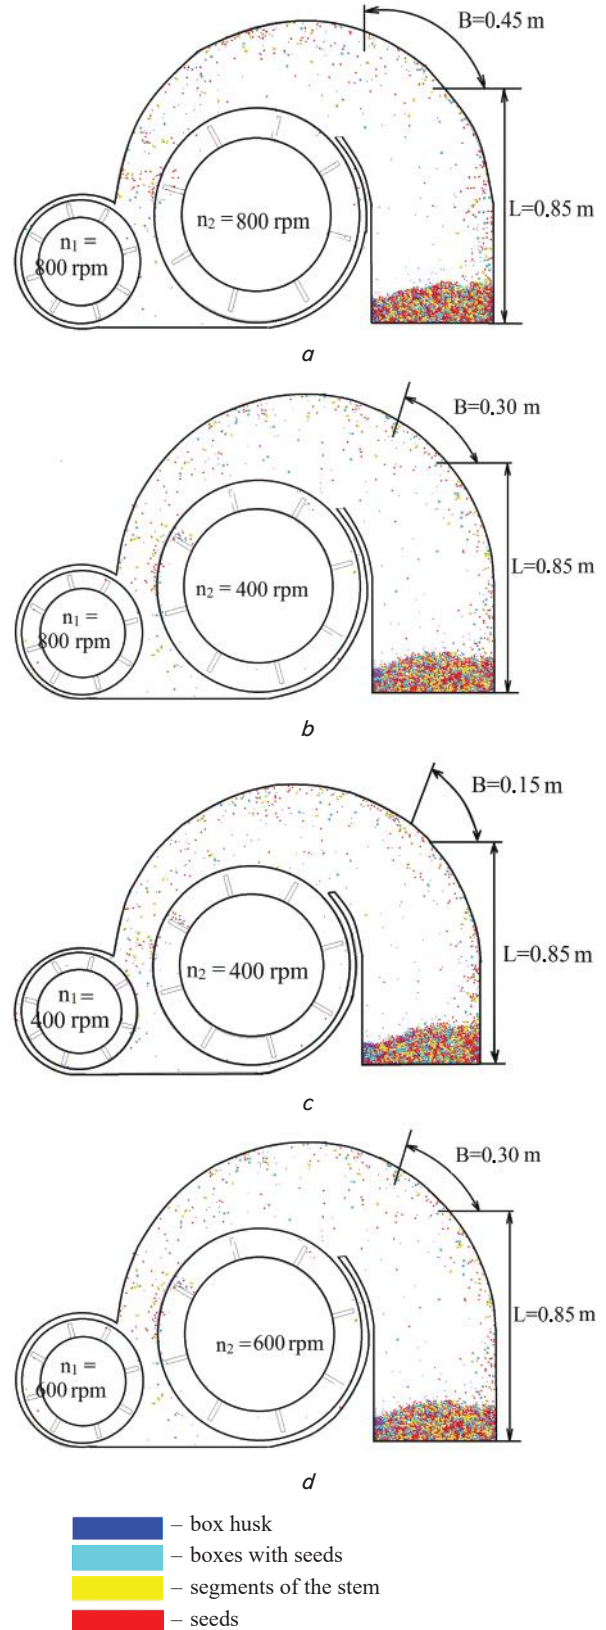 B=0.45 m
n₂ = 800 rpm
L=0.85 m
n₁ =
800 rpm
a
B=0.30 m
L=0.85 m
n₂ = 400 rpm
n₁ =
800 rpm
b
B=0.15 m
L=0.85 m
n₂ = 400 rpm
n₁ =
400 rpm
c
B=0.30 m
L=0.85 m
n₂ = 600 rpm
n₁ =
600 rpm
d
– box husk
– boxes with seeds
– segments of the stem
– seeds